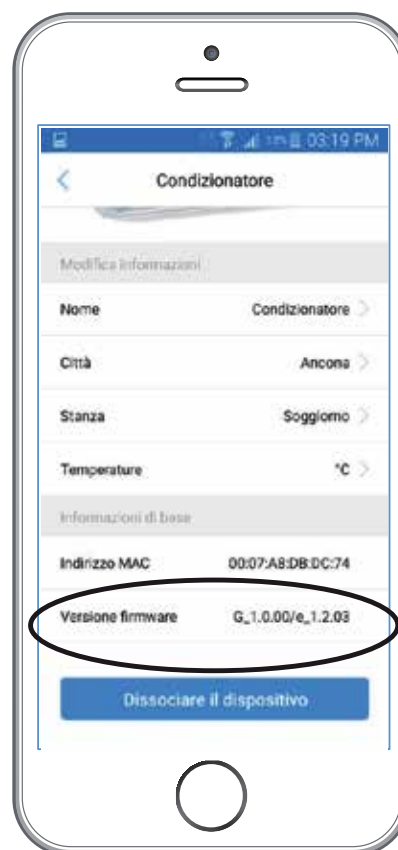 03:19 PM
Condizionatore
Modifica informazioni
Nome Condizionatore
Città Ancona
Stanza Soggiorno
Temperature °C
Informazioni di base
Indirizzo MAC 00:07:A8:DB:DC:74
Versione firmware G_1.0.00/e_1.2.03
Dissociare il dispositivo